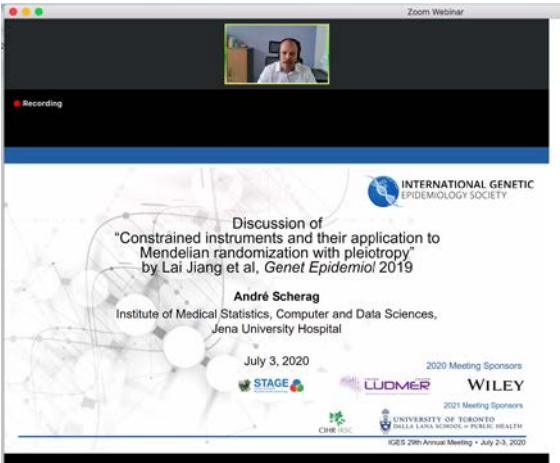 Zoom Webinar
Recording
INTERNATIONAL GENETIC
EPIDEMIOLOGY SOCIETY
Discussion of
“Constrained instruments and their application to
Mendelian randomization with pleiotropy”
by Lai Jiang et al, Genet Epidemiol 2019
André Scherag
Institute of Medical Statistics, Computer and Data Sciences,
Jena University Hospital
July 3, 2020
2020 Meeting Sponsors
STAGE
LUDMER
WILEY
2021 Meeting Sponsors
CIHR IRSC
UNIVERSITY OF TORONTO
DALLA LANA SCHOOL OF PUBLIC HEALTH
IGES 29th Annual Meeting • July 2-3, 2020